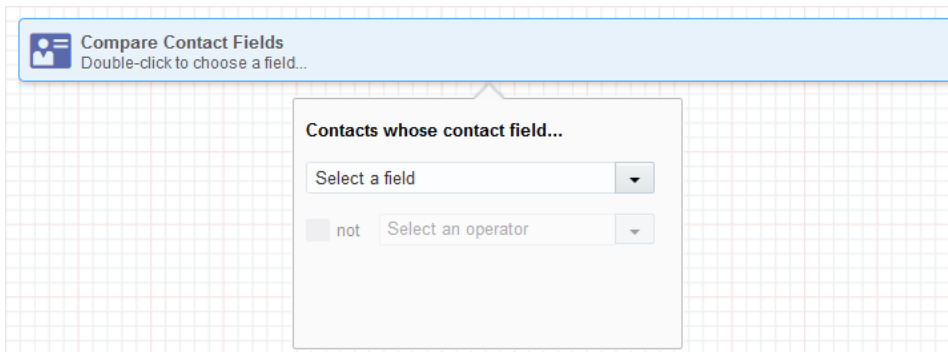 Compare Contact Fields
Double-click to choose a field...
Contacts whose contact field...
Select a field
not Select an operator